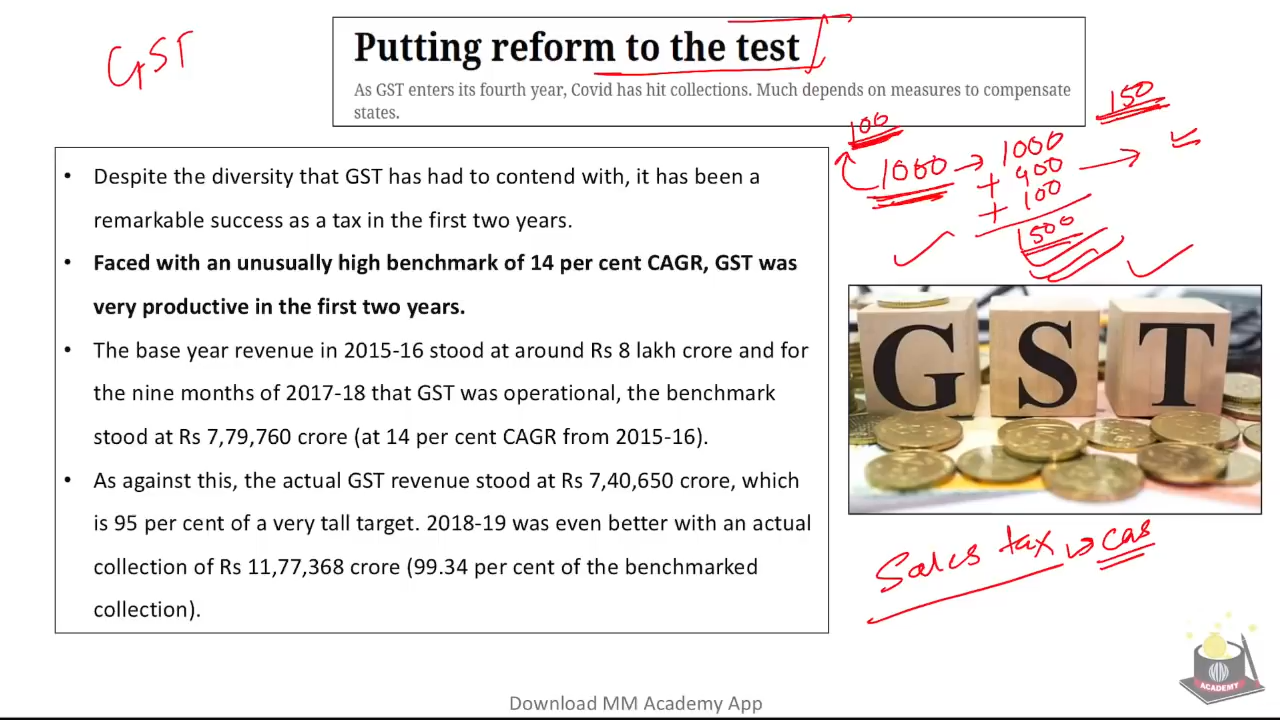 GST
Putting reform to the test
As GST enters its fourth year, Covid has hit collections. Much depends on measures to compensate
states.
150
100
1000 → 1000
+ 400
+ 100
1500
• Despite the diversity that GST has had to contend with, it has been a
remarkable success as a tax in the first two years.
• Faced with an unusually high benchmark of 14 per cent CAGR, GST was
very productive in the first two years.
• The base year revenue in 2015-16 stood at around Rs 8 lakh crore and for
the nine months of 2017-18 that GST was operational, the benchmark
stood at Rs 7,79,760 crore (at 14 per cent CAGR from 2015-16).
• As against this, the actual GST revenue stood at Rs 7,40,650 crore, which
is 95 per cent of a very tall target. 2018-19 was even better with an actual
collection of Rs 11,77,368 crore (99.34 per cent of the benchmarked
collection).
GST
Sales tax
ACADEMY
Download MM Academy App